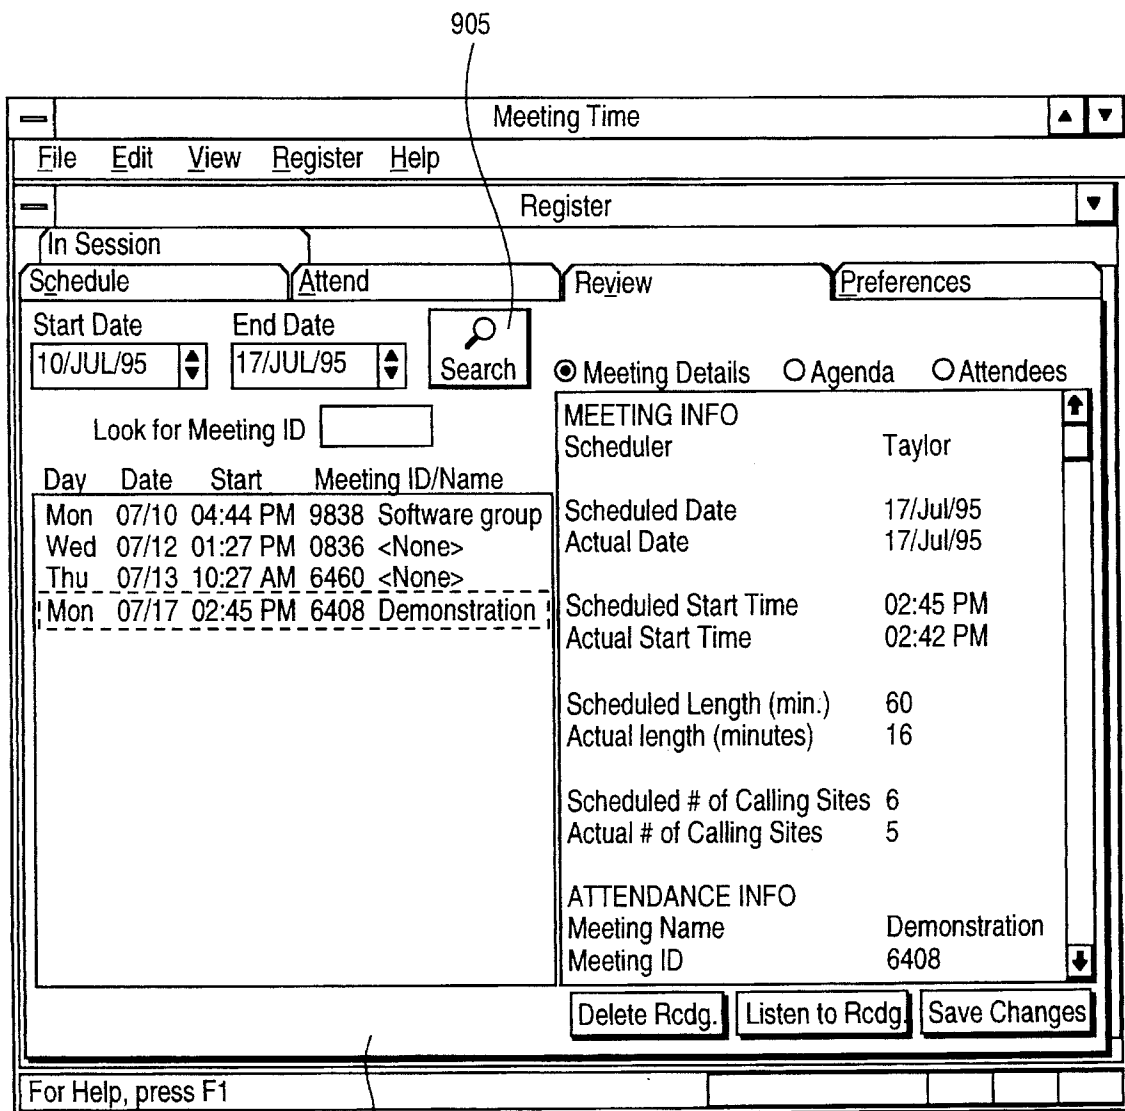 905
Meeting Time
File Edit View Register Help
Register
In Session
Schedule Attend Review Preferences
Start Date End Date
10/JUL/95 17/JUL/95 Search
Meeting Details Agenda Attendees
Look for Meeting ID
Day Date Start Meeting ID/Name
Mon 07/10 04:44 PM 9838 Software group
Wed 07/12 01:27 PM 0836 <None>
Thu 07/13 10:27 AM 6460 <None>
Mon 07/17 02:45 PM 6408 Demonstration
MEETING INFO
Scheduler Taylor
Scheduled Date 17/Jul/95
Actual Date 17/Jul/95
Scheduled Start Time 02:45 PM
Actual Start Time 02:42 PM
Scheduled Length (min.) 60
Actual length (minutes) 16
Scheduled # of Calling Sites 6
Actual # of Calling Sites 5
ATTENDANCE INFO
Meeting Name Demonstration
Meeting ID 6408
Delete Rcdg. Listen to Rcdg. Save Changes
For Help, press F1